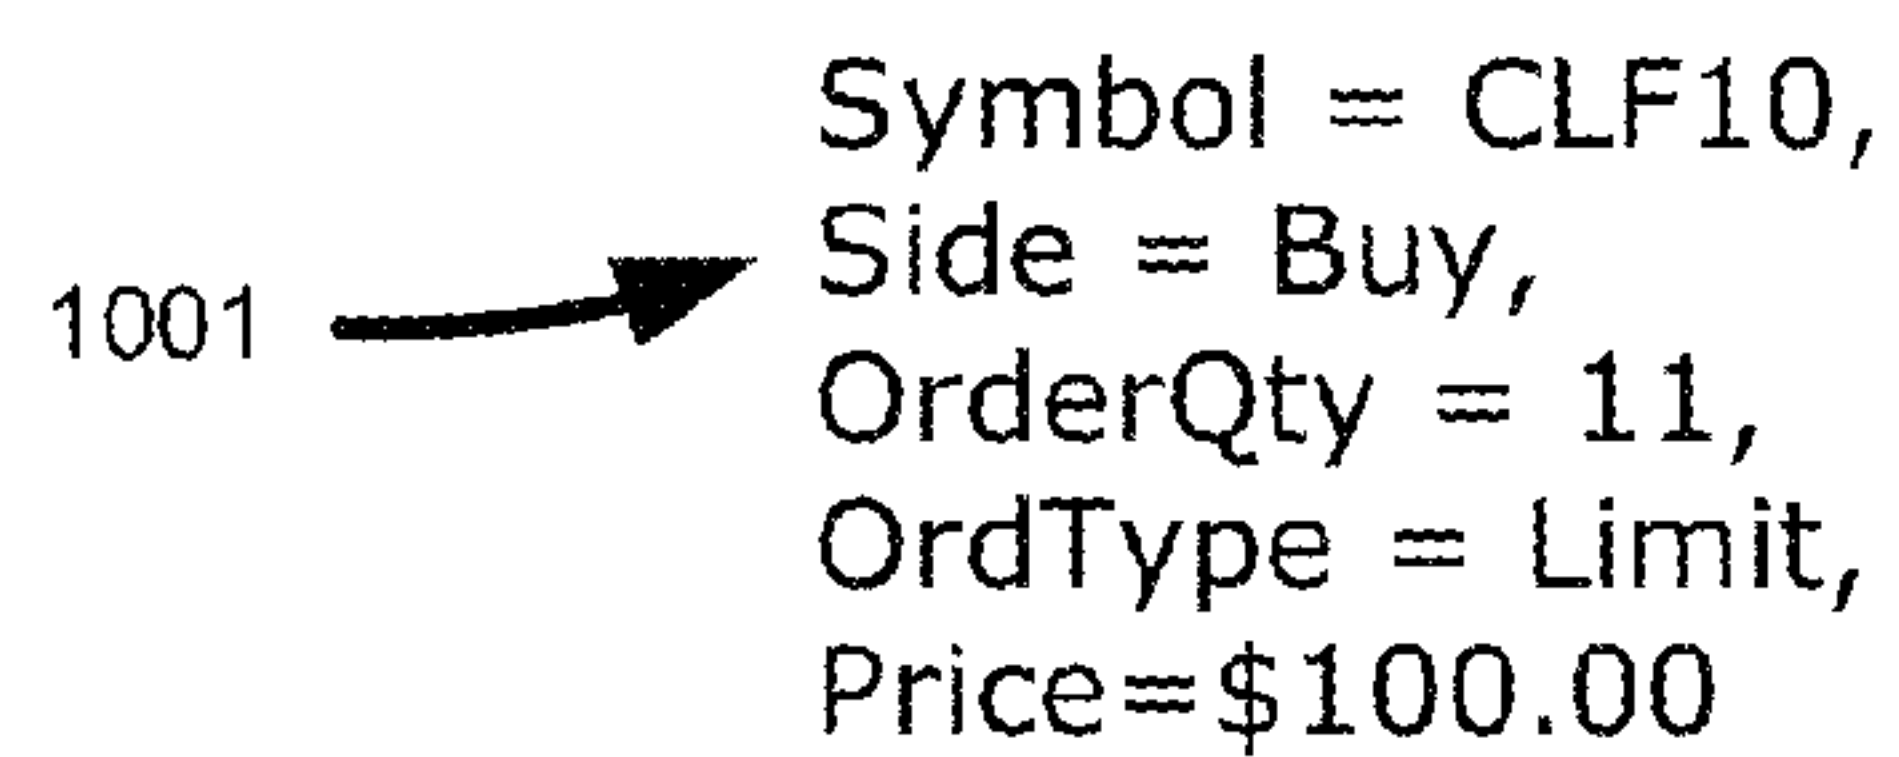 Symbol = CLF10,
Side = Buy,
1001
OrderQty = 11,
OrdType = Limit,
Price=$100.00